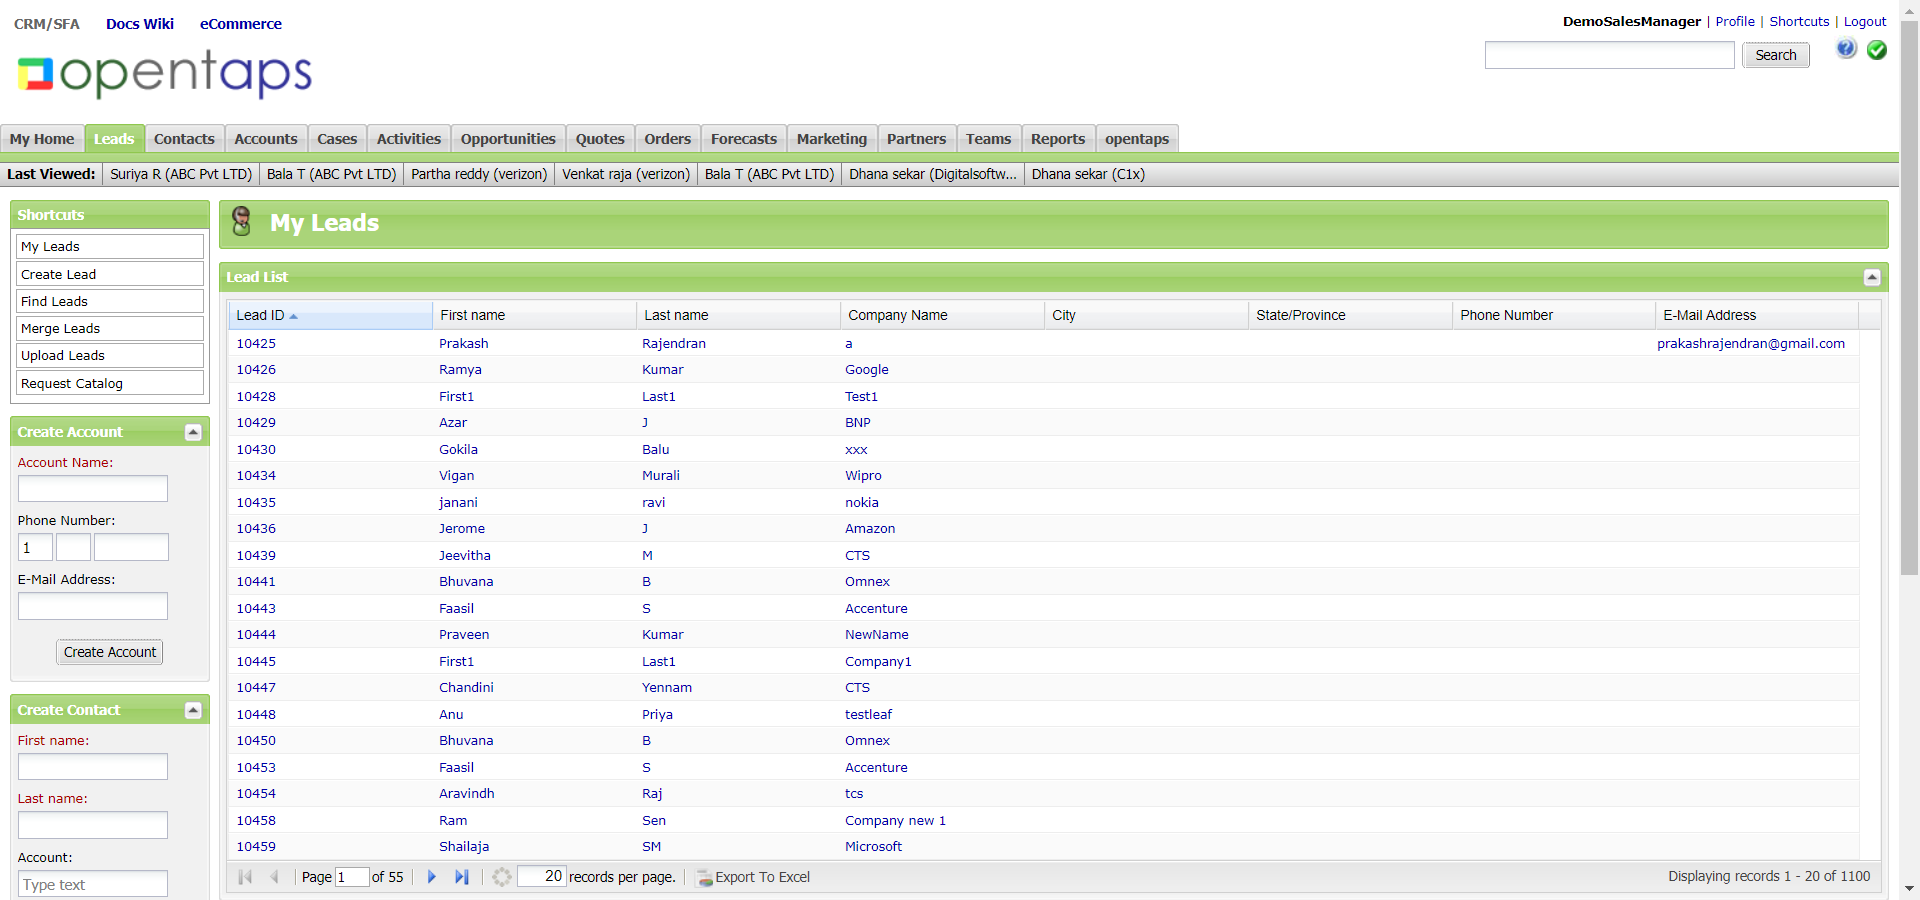 CRM/SFA Docs Wiki eCommerce
DemoSalesManager | Profile | Shortcuts | Logout
Search
opentaps
My Home Leads Contacts Accounts Cases Activities Opportunities Quotes Orders Forecasts Marketing Partners Teams Reports opentaps
Last Viewed: Suriya R (ABC Pvt LTD) Bala T (ABC Pvt LTD) Partha reddy (verizon) Venkat raja (verizon) Bala T (ABC Pvt LTD) Dhana sekar (Digitalsoftw... Dhana sekar (C1x)
Shortcuts
My Leads
Create Lead
Find Leads
Merge Leads
Upload Leads
Request Catalog
Create Account
Account Name:
Phone Number:
1
E-Mail Address:
Create Account
Create Contact
First name:
Last name:
Account:
Type text
My Leads
Lead List
Lead ID First name Last name Company Name City State/Province Phone Number E-Mail Address
10425 Prakash Rajendran a prakashrajendran@gmail.com
10426 Ramya Kumar Google
10428 First1 Last1 Test1
10429 Azar J BNP
10430 Gokila Balu xxx
10434 Vigan Murali Wipro
10435 janani ravi nokia
10436 Jerome J Amazon
10439 Jeevitha M CTS
10441 Bhuvana B Omnex
10443 Faasil S Accenture
10444 Praveen Kumar NewName
10445 First1 Last1 Company1
10447 Chandini Yennam CTS
10448 Anu Priya testleaf
10450 Bhuvana B Omnex
10453 Faasil S Accenture
10454 Aravindh Raj tcs
10458 Ram Sen Company new 1
10459 Shailaja SM Microsoft
Page 1 of 55 20 records per page. Export To Excel Displaying records 1 - 20 of 1100